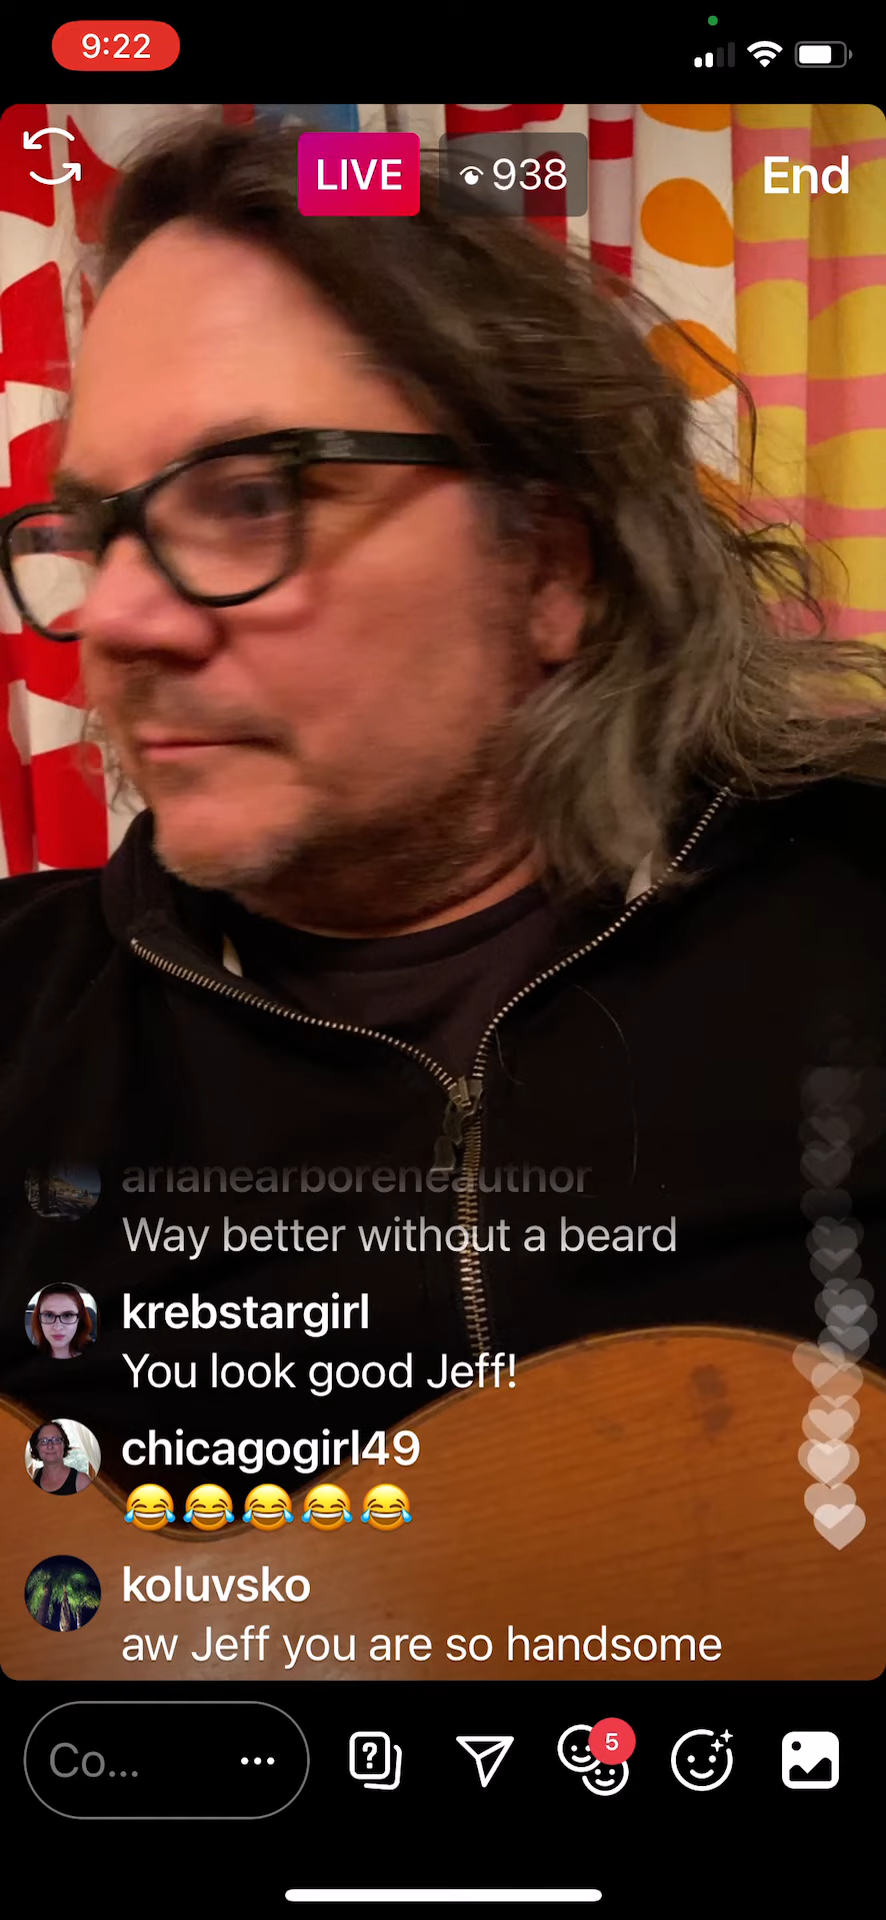 9:22
LIVE
938
End
arianearboreneauthor
Way better without a beard
krebstargirl
You look good Jeff!
chicagogirl49
😂😂😂😂😂
koluvsko
aw Jeff you are so handsome
Co...
5